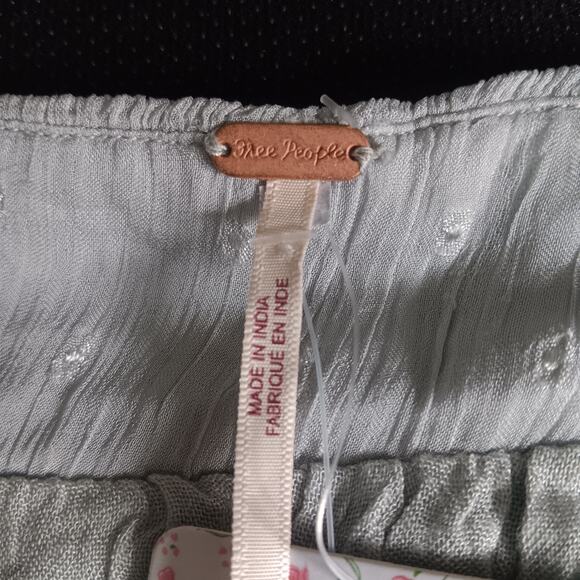 Free People
MADE IN INDIA
FABRIQUÉ EN INDE